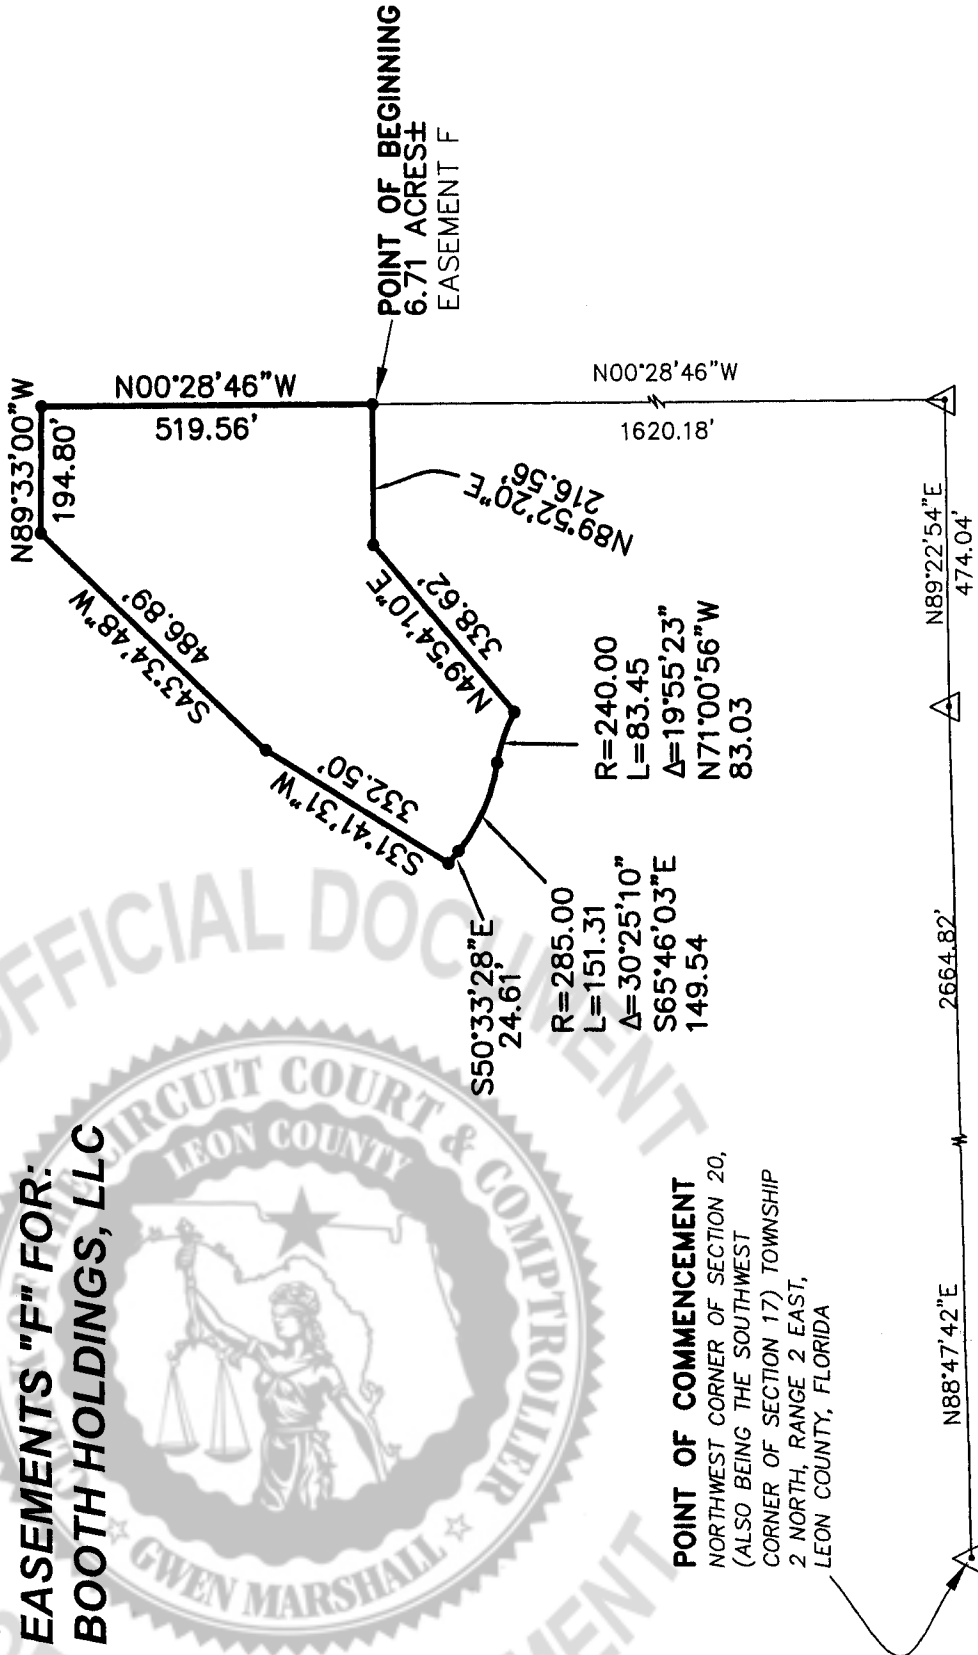 EASEMENTS "F" FOR:
BOOTH HOLDINGS, LLC
N89°33'00"W
194.80'
N00°28'46"W
519.56'
POINT OF BEGINNING
6.71 ACRES±
EASEMENT F
S43°34'48"W
486.89'
S31°41'31"W
332.50'
N89°52'20"E
216.56'
N49°54'10"E
338.62'
S50°33'28"E
24.61'
R=285.00
L=151.31
Δ=30°25'10"
S65°46'03"E
149.54
R=240.00
L=83.45
Δ=19°55'23"
N71°00'56"W
83.03
N00°28'46"W
1620.18'
POINT OF COMMENCEMENT
NORTHWEST CORNER OF SECTION 20,
(ALSO BEING THE SOUTHWEST
CORNER OF SECTION 17) TOWNSHIP
2 NORTH, RANGE 2 EAST,
LEON COUNTY, FLORIDA
N88°47'42"E
2664.82'
N89°22'54"E
474.04'
OFFICIAL DOCUMENT
CIRCUIT COURT & COMPTROLLER
LEON COUNTY
GWEN MARSHALL